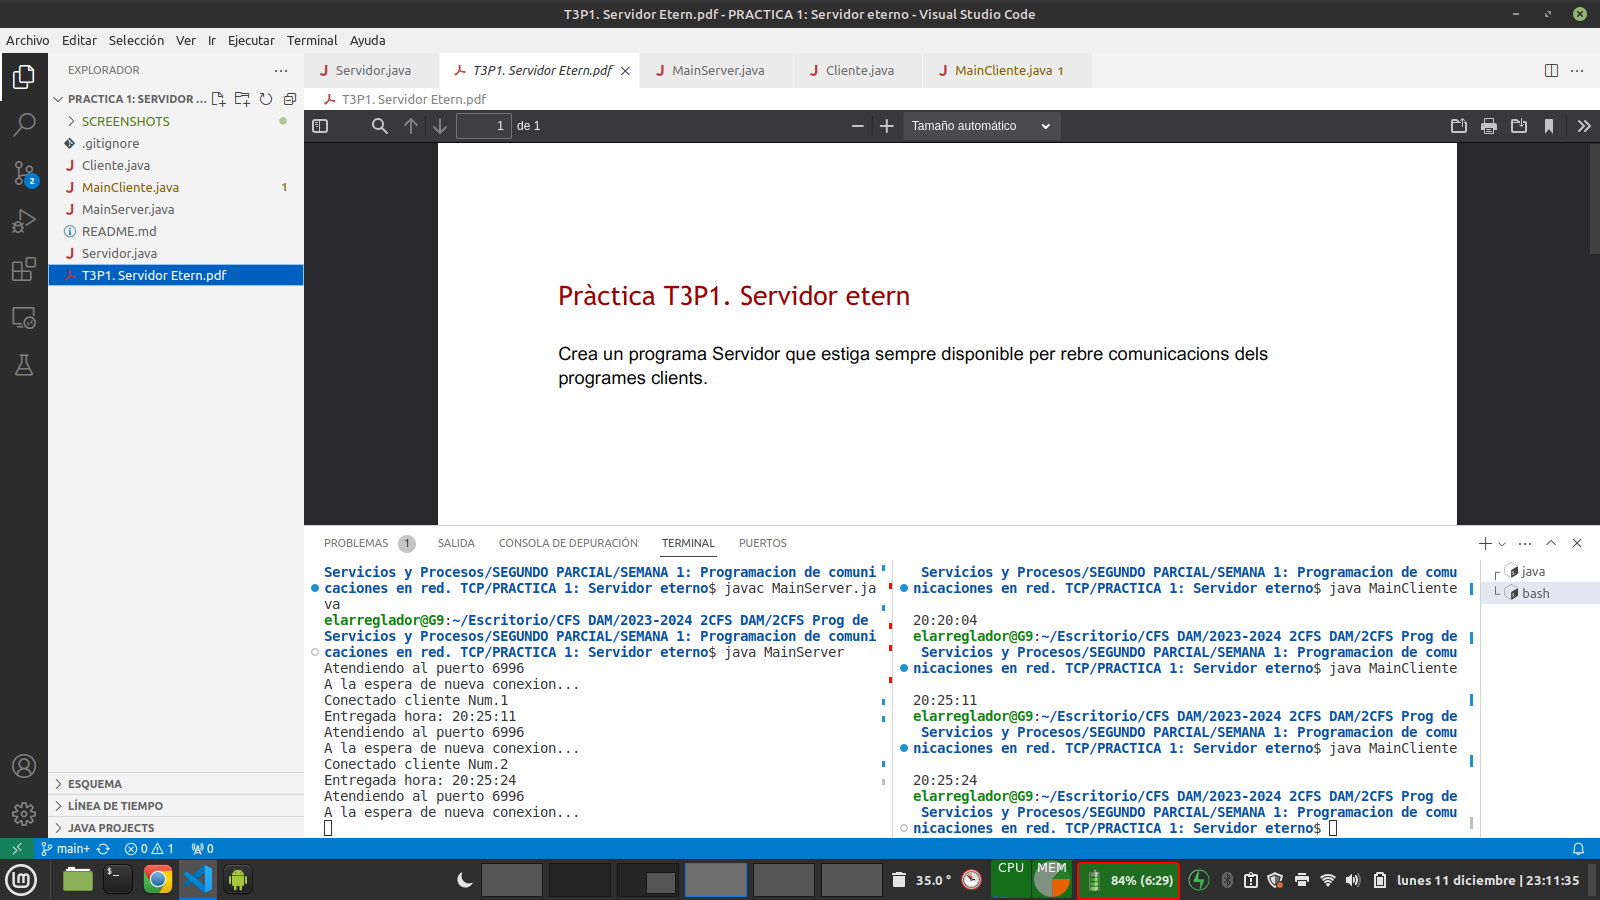 T3P1. Servidor Etern.pdf - PRACTICA 1: Servidor eterno - Visual Studio Code
Archivo Editar Selección Ver Ir Ejecutar Terminal Ayuda
EXPLORADOR
PRACTICA 1: SERVIDOR ...
SCREENSHOTS
.gitignore
Cliente.java
MainCliente.java 1
MainServer.java
README.md
Servidor.java
T3P1. Servidor Etern.pdf
ESQUEMA
LÍNEA DE TIEMPO
JAVA PROJECTS
2
Servidor.java T3P1. Servidor Etern.pdf MainServer.java Cliente.java MainCliente.java 1
T3P1. Servidor Etern.pdf
1 de 1 Tamaño automático
Pràctica T3P1. Servidor etern
Crea un programa Servidor que estiga sempre disponible per rebre comunicacions dels
programes clients.
PROBLEMAS 1 SALIDA CONSOLA DE DEPURACIÓN TERMINAL PUERTOS
Servicios y Procesos/SEGUNDO PARCIAL/SEMANA 1: Programacion de comuni
caciones en red. TCP/PRACTICA 1: Servidor eterno$ javac MainServer.ja
va
elarreglador@G9:~/Escritorio/CFS DAM/2023-2024 2CFS DAM/2CFS Prog de
Servicios y Procesos/SEGUNDO PARCIAL/SEMANA 1: Programacion de comuni
caciones en red. TCP/PRACTICA 1: Servidor eterno$ java MainServer
Atendiendo al puerto 6996
A la espera de nueva conexion...
Conectado cliente Num.1
Entregada hora: 20:25:11
Atendiendo al puerto 6996
A la espera de nueva conexion...
Conectado cliente Num.2
Entregada hora: 20:25:24
Atendiendo al puerto 6996
A la espera de nueva conexion...
Servicios y Procesos/SEGUNDO PARCIAL/SEMANA 1: Programacion de comu
nicaciones en red. TCP/PRACTICA 1: Servidor eterno$ java MainCliente
20:20:04
elarreglador@G9:~/Escritorio/CFS DAM/2023-2024 2CFS DAM/2CFS Prog de
Servicios y Procesos/SEGUNDO PARCIAL/SEMANA 1: Programacion de comu
nicaciones en red. TCP/PRACTICA 1: Servidor eterno$ java MainCliente
20:25:11
elarreglador@G9:~/Escritorio/CFS DAM/2023-2024 2CFS DAM/2CFS Prog de
Servicios y Procesos/SEGUNDO PARCIAL/SEMANA 1: Programacion de comu
nicaciones en red. TCP/PRACTICA 1: Servidor eterno$ java MainCliente
20:25:24
elarreglador@G9:~/Escritorio/CFS DAM/2023-2024 2CFS DAM/2CFS Prog de
Servicios y Procesos/SEGUNDO PARCIAL/SEMANA 1: Programacion de comu
nicaciones en red. TCP/PRACTICA 1: Servidor eterno$
java
bash
main+ 0 1 0
CPU MEM
35.0 ° 84% (6:29) lunes 11 diciembre | 23:11:35